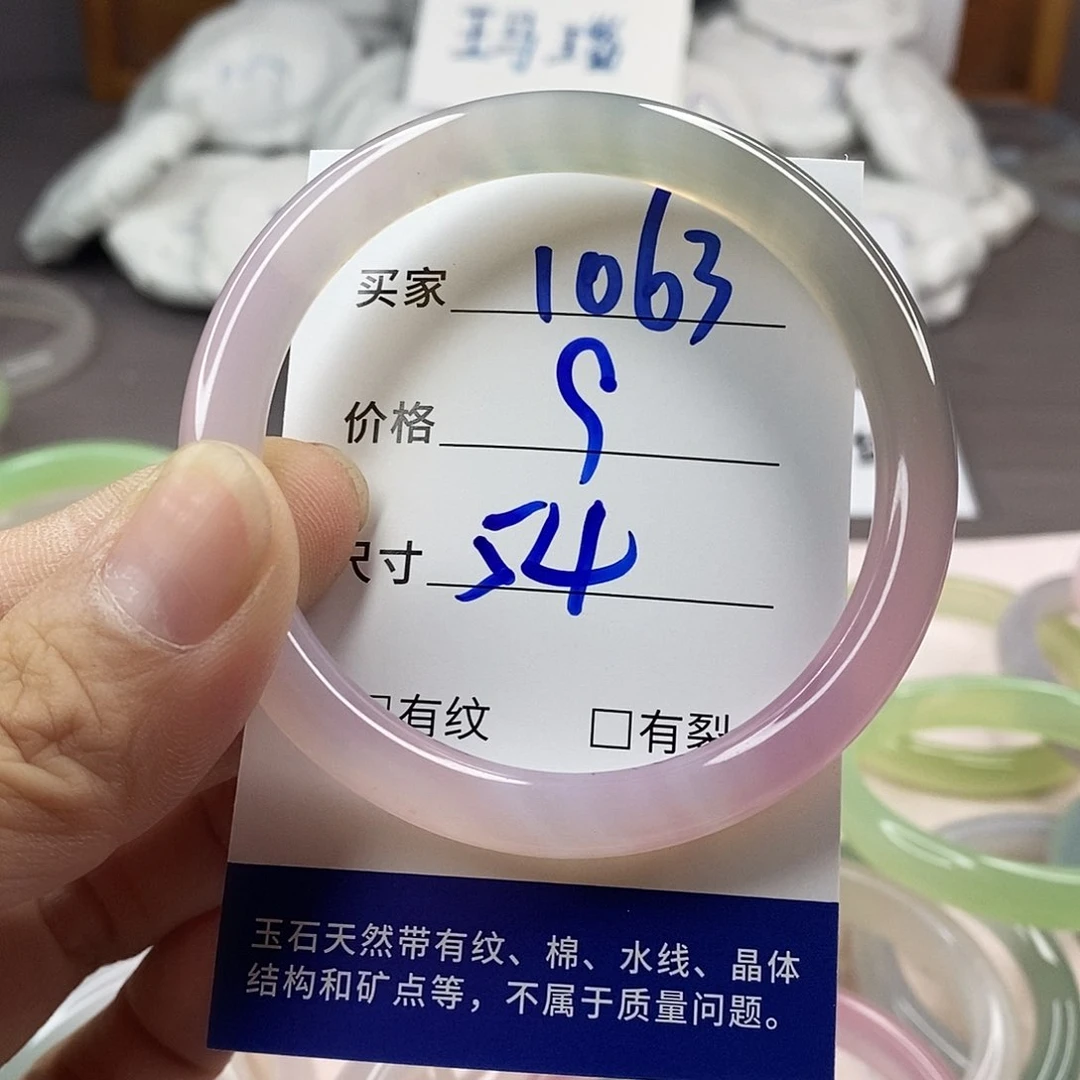 玛瑙
买家 1063
价格 9
尺寸 54
□有纹 □有裂
玉石天然带有纹、棉、水线、晶体
结构和矿点等，不属于质量问题。